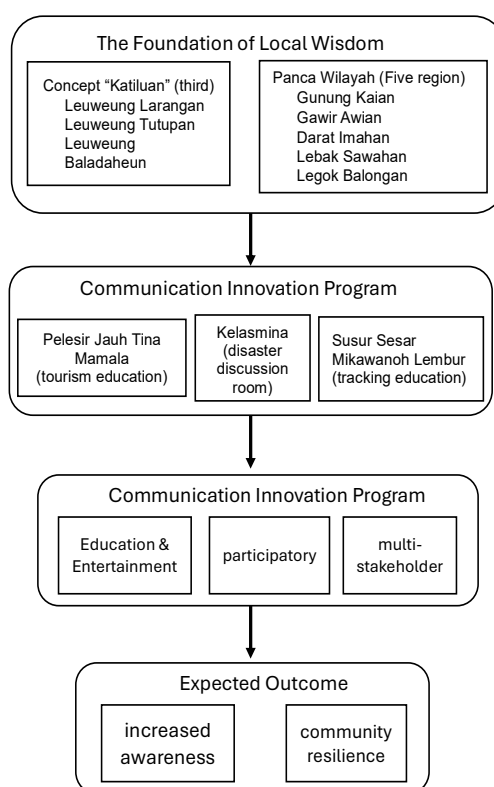 The Foundation of Local Wisdom
Concept “Katiluan” (third)
Leuweung Larangan
Leuweung Tutupan
Leuweung
Baladaheun
Panca Wilayah (Five region)
Gunung Kaian
Gawir Awian
Darat Imahan
Lebak Sawahan
Legok Balongan
Communication Innovation Program
Pelesir Jauh Tina
Mamala
(tourism education)
Kelasmina
(disaster
discussion
room)
Susur Sesar
Mikawanoh Lembur
(tracking education)
Communication Innovation Program
Education &
Entertainment
participatory
multi-
stakeholder
Expected Outcome
increased
awareness
community
resilience